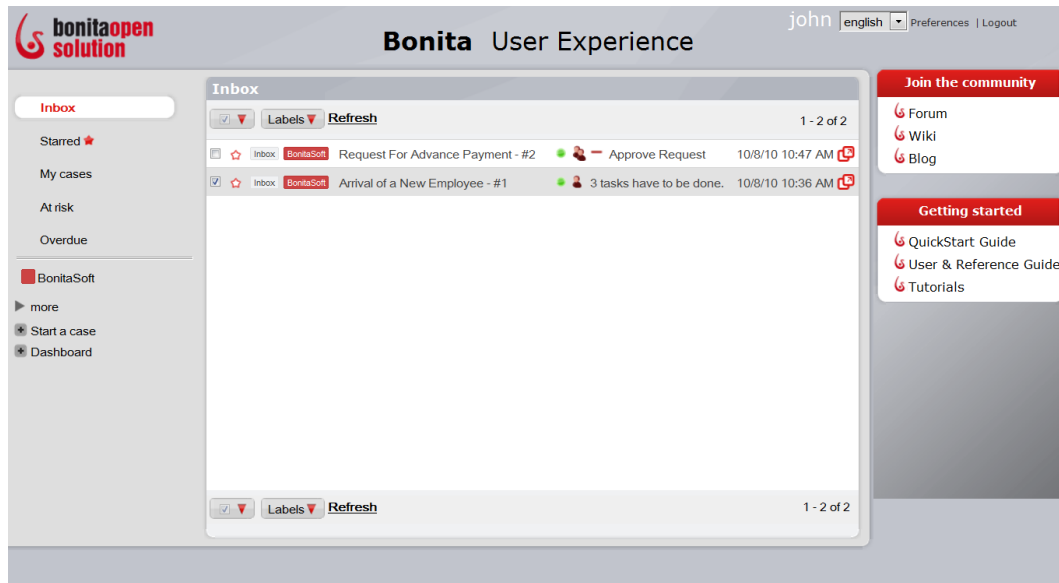 bonitaopen
solution
Bonita User Experience
john english Preferences | Logout
Inbox
Starred
My cases
At risk
Overdue
BonitaSoft
more
Start a case
Dashboard
Inbox
Labels Refresh 1 - 2 of 2
Inbox BonitaSoft Request For Advance Payment - #2 Approve Request 10/8/10 10:47 AM
Inbox BonitaSoft Arrival of a New Employee - #1 3 tasks have to be done. 10/8/10 10:36 AM
Labels Refresh 1 - 2 of 2
Join the community
Forum
Wiki
Blog
Getting started
QuickStart Guide
User & Reference Guide
Tutorials